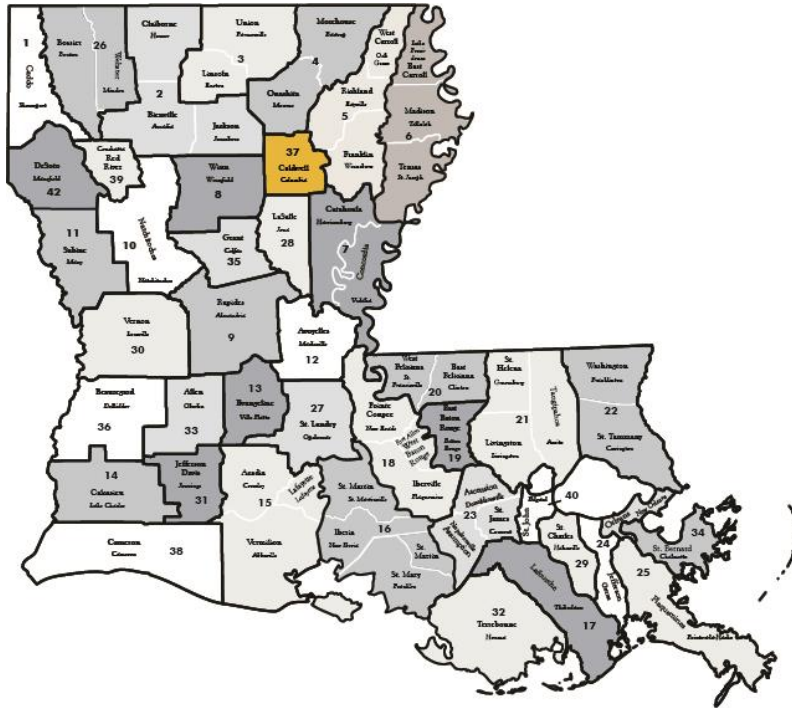 1
Caddo
Shreveport
Bossier
Benton
26
Webster
Minden
Claiborne
Homer
2
Bienville
Arcadia
Jackson
Jonesboro
Union
Farmerville
3
Lincoln
Ruston
Morehouse
Bastrop
4
Ouachita
Monroe
West
Carroll
Oak
Grove
Richland
Rayville
5
Franklin
Winnsboro
Lake
Providence
East
Carroll
Madison
Tallulah
6
Tensas
St. Joseph
DeSoto
Mansfield
42
Coushatta
Red
River
39
Winn
Winnfield
8
37
Caldwell
Columbia
11
Sabine
Many
Natchitoches
10
Natchitoches
Grant
Colfax
35
LaSalle
Jena
28
Catahoula
Harrisonburg
7
Concordia
Vidalia
Vernon
Leesville
30
Rapides
Alexandria
9
Avoyelles
Marksville
12
Beauregard
DeRidder
36
Allen
Oberlin
33
13
Evangeline
Ville Platte
27
St. Landry
Opelousas
Pointe
Coupee
New Roads
Port Allen
West
Baton
Rouge
18
Iberville
Plaquemine
West
Feliciana
St.
Francisville
East
Feliciana
Clinton
20
East
Baton
Rouge
Baton
Rouge
19
St.
Helena
Greensburg
Tangipahoa
21
Livingston
Livingston
Amite
Washington
Franklinton
22
St. Tammany
Covington
14
Calcasieu
Lake Charles
Jefferson
Davis
Jennings
31
Acadia
Crowley
15
Lafayette
Lafayette
Vermilion
Abbeville
Cameron
Cameron
38
St. Martin
St. Martinville
16
Iberia
New Iberia
St.
Martin
St. Mary
Franklin
Ascension
Donaldsonville
23
St.
James
Convent
Napoleonville
Assumption
St. John
Edgard
40
St.
Charles
Hahnville
29
Orleans
New Orleans
24
Jefferson
Gretna
34
St. Bernard
Chalmette
25
Plaquemines
Pointe a la Hache
Lafourche
Thibodaux
17
32
Terrebonne
Houma